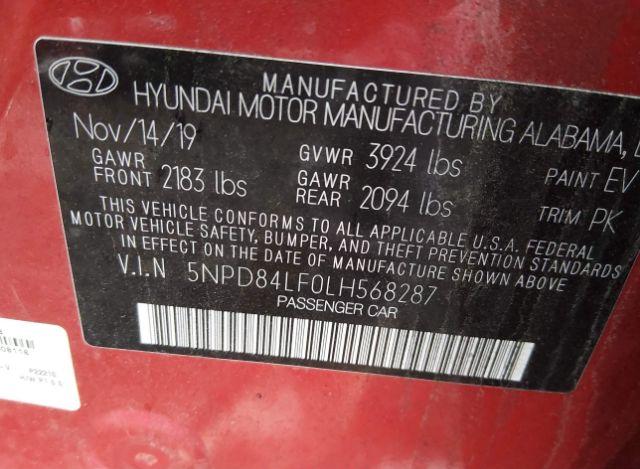 MANUFACTURED BY
HYUNDAI MOTOR MANUFACTURING ALABAMA,
Nov/14/19 GVWR 3924 lbs PAINT EV
GAWR FRONT 2183 lbs GAWR REAR 2094 lbs TRIM PK
THIS VEHICLE CONFORMS TO ALL APPLICABLE U.S.A. FEDERAL
MOTOR VEHICLE SAFETY, BUMPER, AND THEFT PREVENTION STANDARDS
IN EFFECT ON THE DATE OF MANUFACTURE SHOWN ABOVE
V.I.N 5NPD84LF0LH568287
PASSENGER CAR